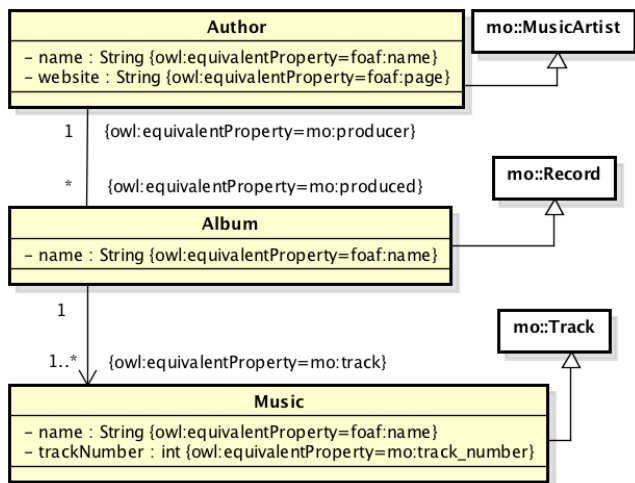 Author
mo::MusicArtist
- name : String {owl:equivalentProperty=foaf:name}
- website : String {owl:equivalentProperty=foaf:page}
1 {owl:equivalentProperty=mo:producer}
* {owl:equivalentProperty=mo:produced}
mo::Record
Album
- name : String {owl:equivalentProperty=foaf:name}
1
mo::Track
1..* {owl:equivalentProperty=mo:track}
Music
- name : String {owl:equivalentProperty=foaf:name}
- trackNumber : int {owl:equivalentProperty=mo:track_number}